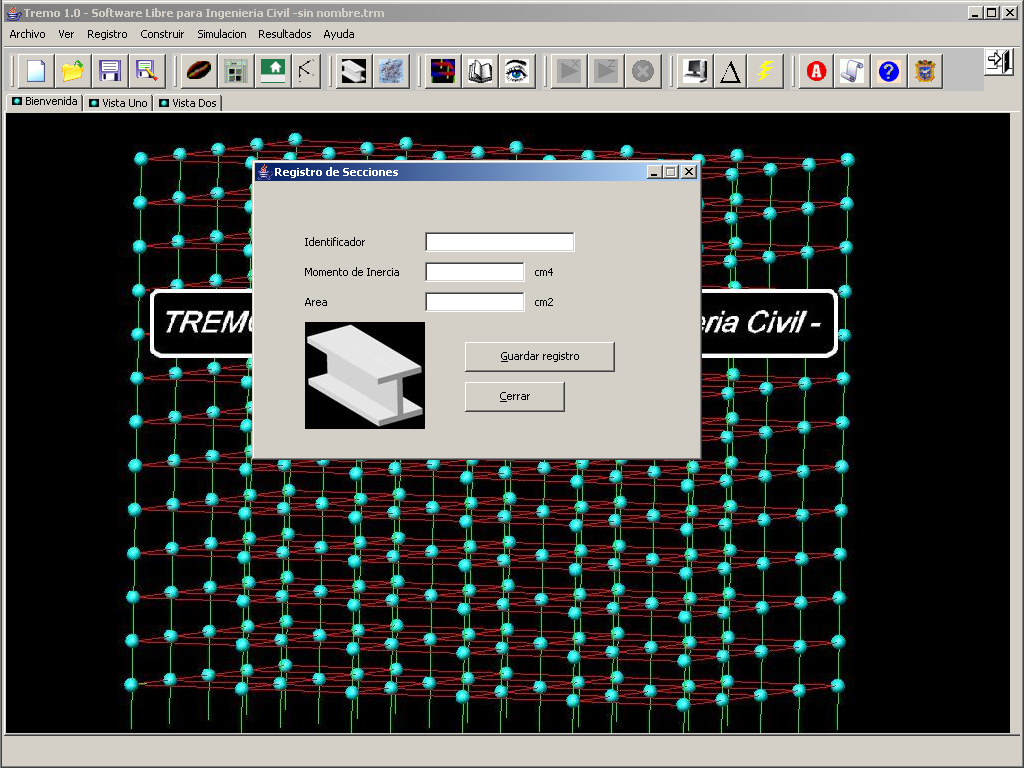 Tremo 1.0 - Software Libre para Ingenieria Civil -sin nombre.trm
Archivo Ver Registro Construir Simulacion Resultados Ayuda
Bienvenida Vista Uno Vista Dos
Registro de Secciones
Identificador
Momento de Inercia cm4
Area cm2
TREMO eria Civil -
Guardar registro
Cerrar